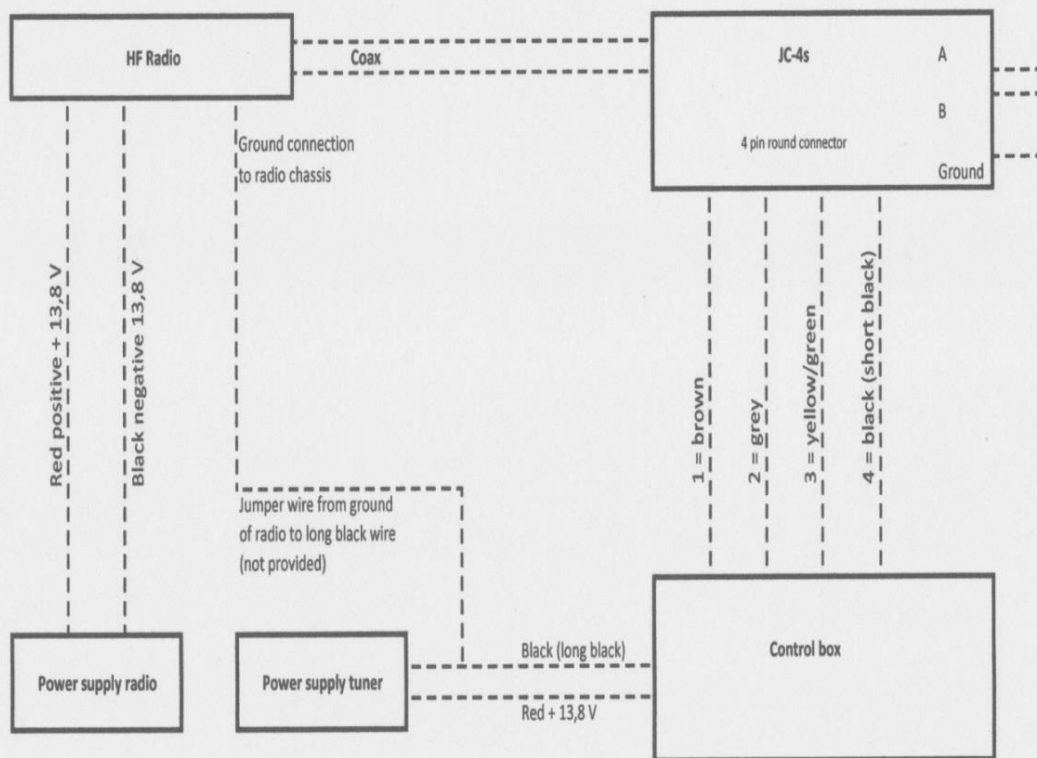 HF Radio
Coax
JC-4s
A
B
4 pin round connector
Ground
Ground connection
to radio chassis
Red positive + 13,8 V
Black negative 13,8 V
1 = brown
2 = grey
3 = yellow/green
4 = black (short black)
Jumper wire from ground
of radio to long black wire
(not provided)
Power supply radio
Power supply tuner
Black (long black)
Red + 13,8 V
Control box